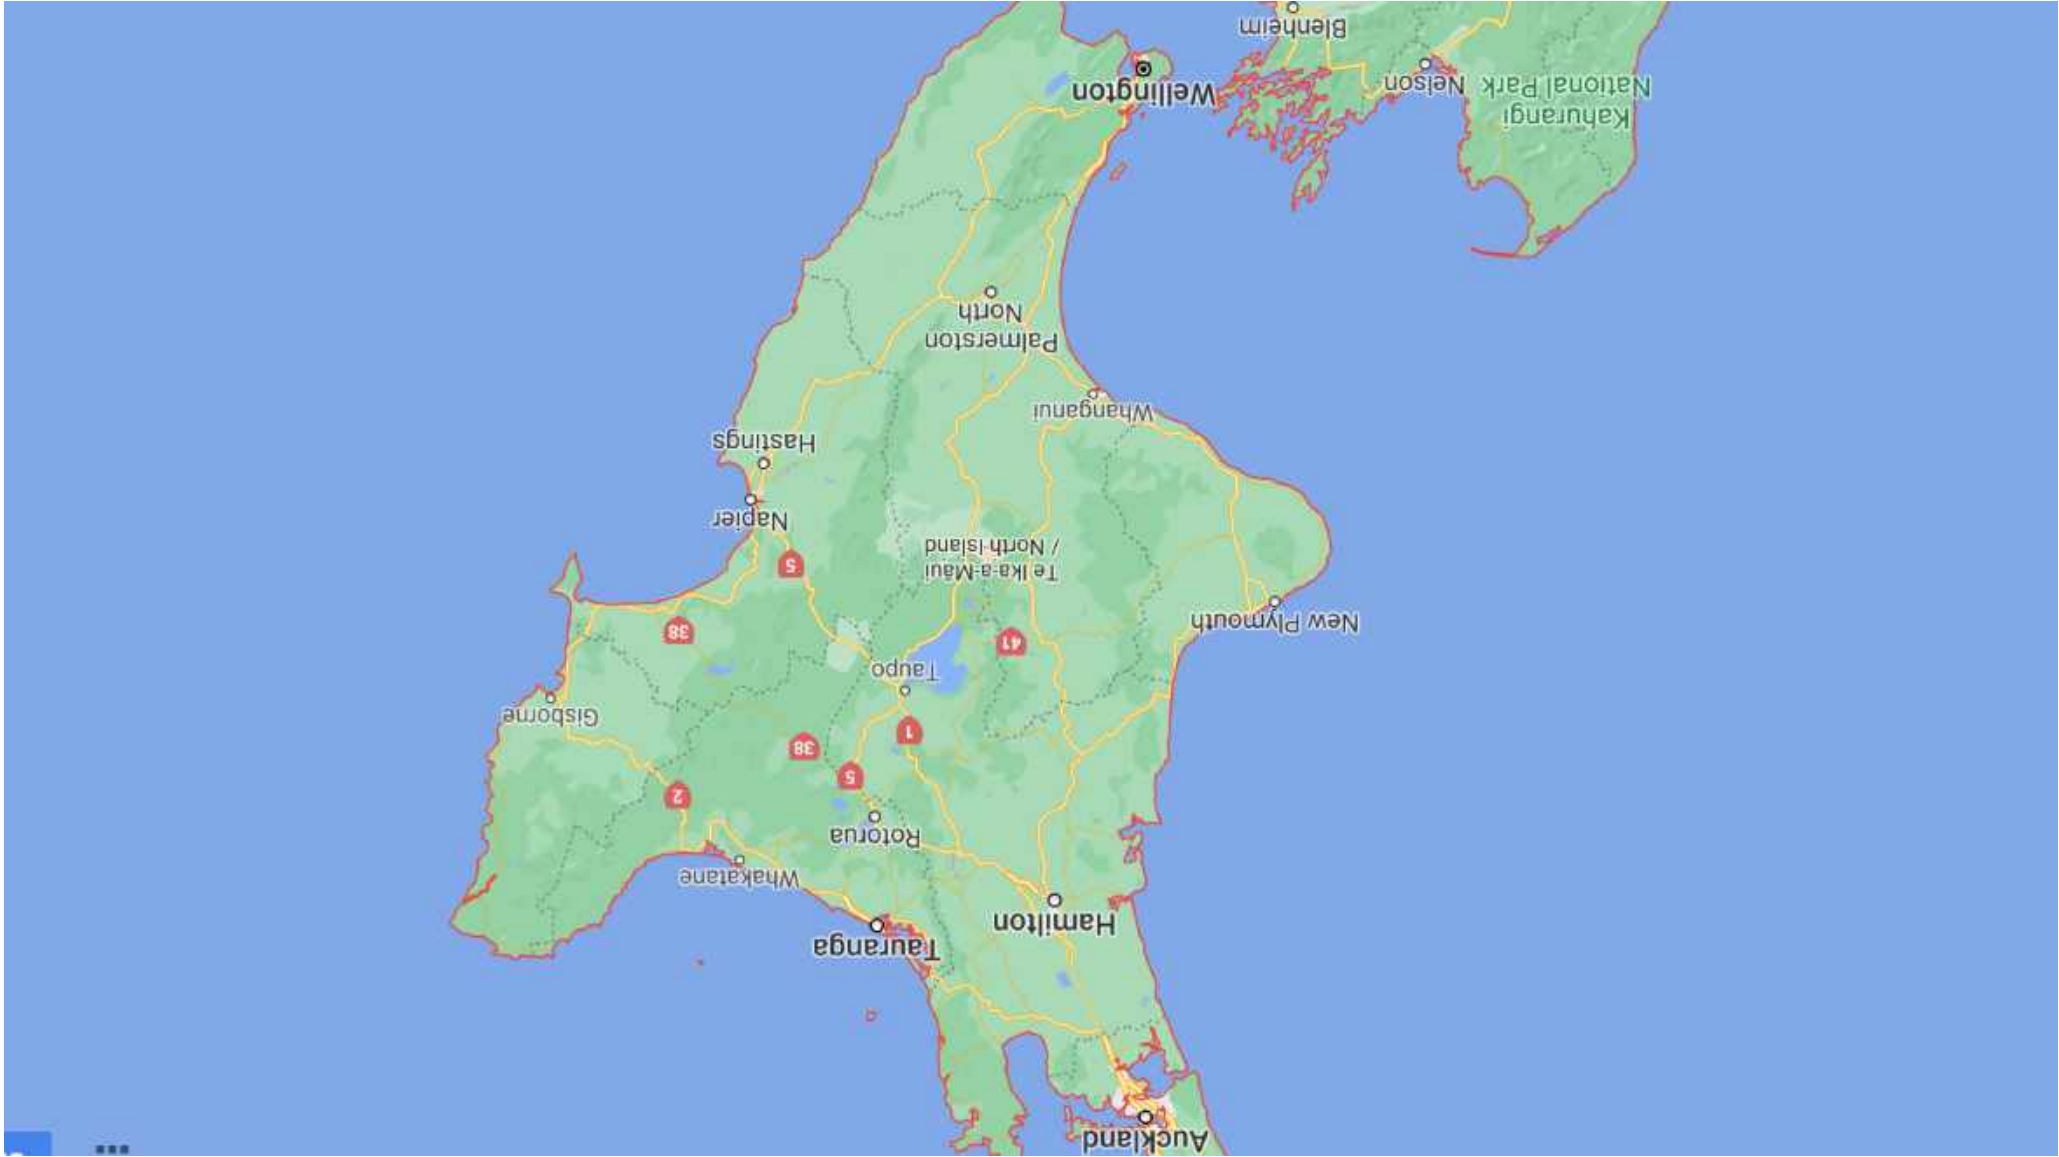 Auckland
Tauranga
Hamilton
Whakatane
Rotorua
2
5
38
1
Gisborne
Taupo
41
38
New Plymouth
Te Ika-a-Māui
/ North Island
5
Napier
Hastings
Whanganui
Palmerston
North
Kahurangi
National Park
Wellington
Nelson
Blenheim